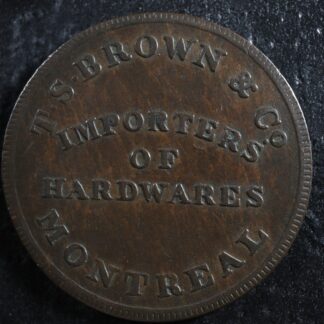 T.S. BROWN & Co
IMPORTERS
OF
HARDWARES
MONTREAL